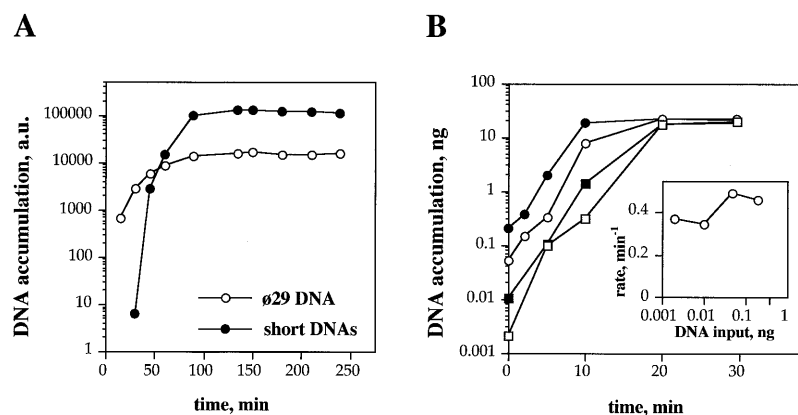 A
DNA accumulation, a.u.
100000
10000
1000
100
10
1
0
50
100
150
200
250
time, min
ø29 DNA
short DNAs
B
DNA accumulation, ng
100
10
1
0.1
0.01
0.001
0
10
20
30
time, min
rate, min-1
0.4
0.2
0
0.001
0.01
0.1
1
DNA input, ng